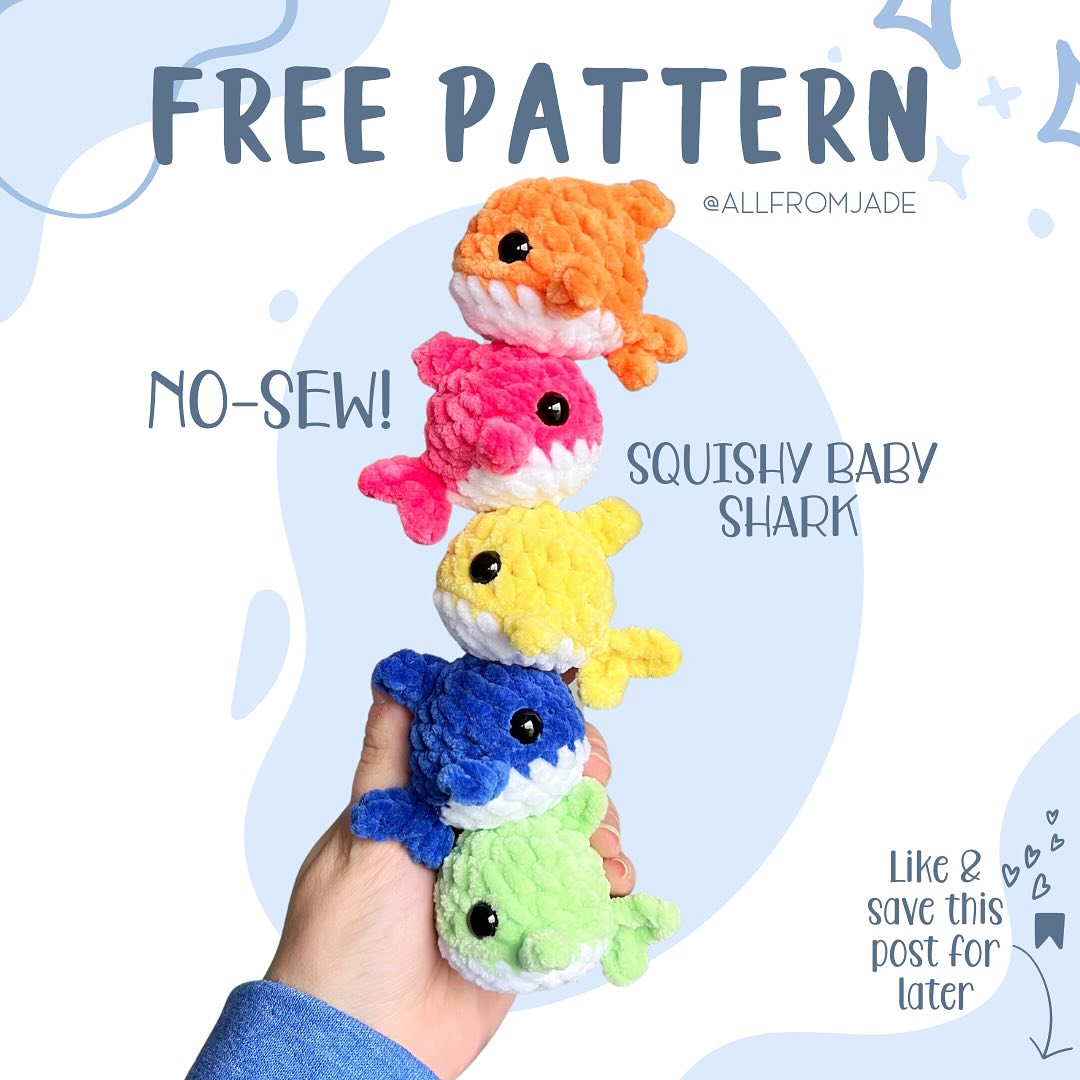 FREE PATTERN
@ALLFROMJADE
NO-SEW!
SQUISHY BABY
SHARK
Like &
save this
post for
later